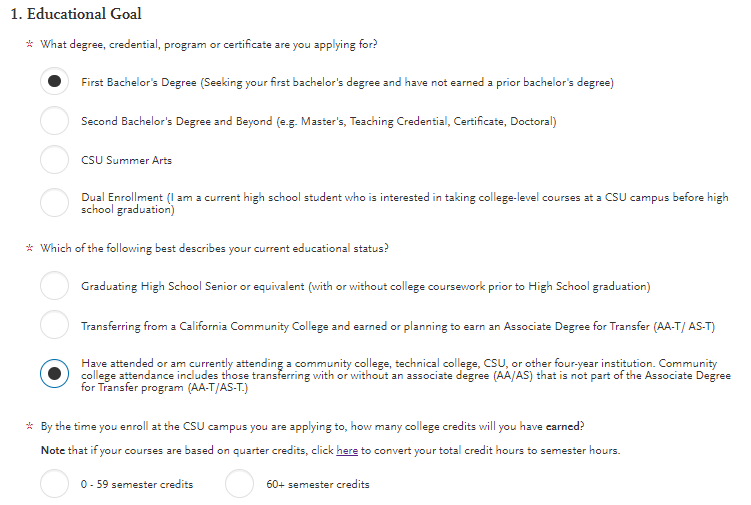 1. Educational Goal
* What degree, credential, program or certificate are you applying for?
First Bachelor's Degree (Seeking your first bachelor's degree and have not earned a prior bachelor's degree)
Second Bachelor's Degree and Beyond (e.g. Master's, Teaching Credential, Certificate, Doctoral)
CSU Summer Arts
Dual Enrollment (I am a current high school student who is interested in taking college-level courses at a CSU campus before high
school graduation)
* Which of the following best describes your current educational status?
Graduating High School Senior or equivalent (with or without college coursework prior to High School graduation)
Transferring from a California Community College and earned or planning to earn an Associate Degree for Transfer (AA-T/ AS-T)
Have attended or am currently attending a community college, technical college, CSU, or other four-year institution. Community
college attendance includes those transferring with or without an associate degree (AA/AS) that is not part of the Associate Degree
for Transfer program (AA-T/AS-T.)
* By the time you enroll at the CSU campus you are applying to, how many college credits will you have earned?
Note that if your courses are based on quarter credits, click here to convert your total credit hours to semester hours.
0 - 59 semester credits 60+ semester credits